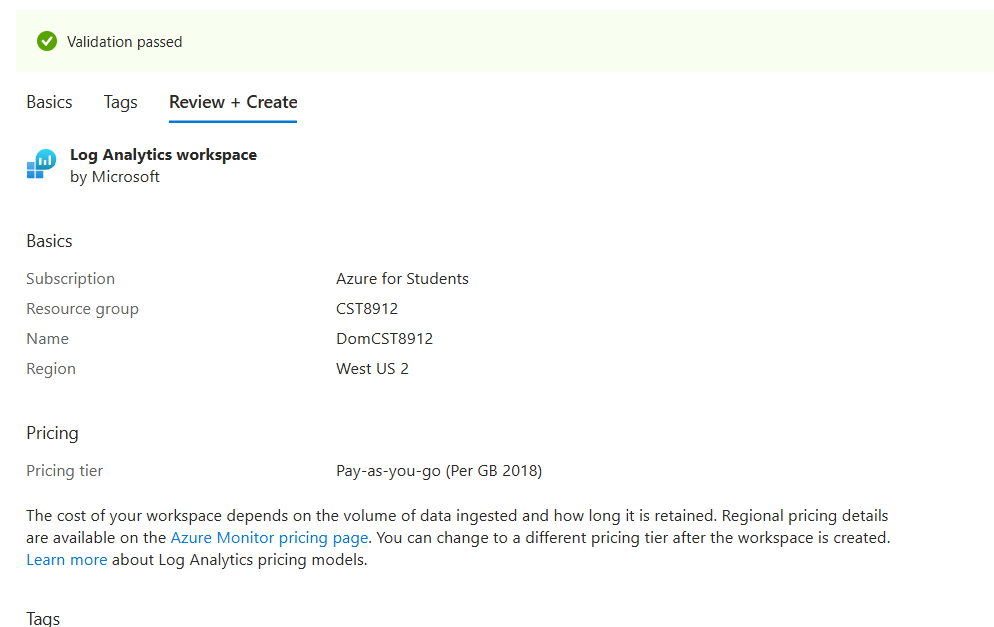 Validation passed
Basics Tags Review + Create
Log Analytics workspace
by Microsoft
Basics
Subscription Azure for Students
Resource group CST8912
Name DomCST8912
Region West US 2
Pricing
Pricing tier Pay-as-you-go (Per GB 2018)
The cost of your workspace depends on the volume of data ingested and how long it is retained. Regional pricing details
are available on the Azure Monitor pricing page. You can change to a different pricing tier after the workspace is created.
Learn more about Log Analytics pricing models.
Tags